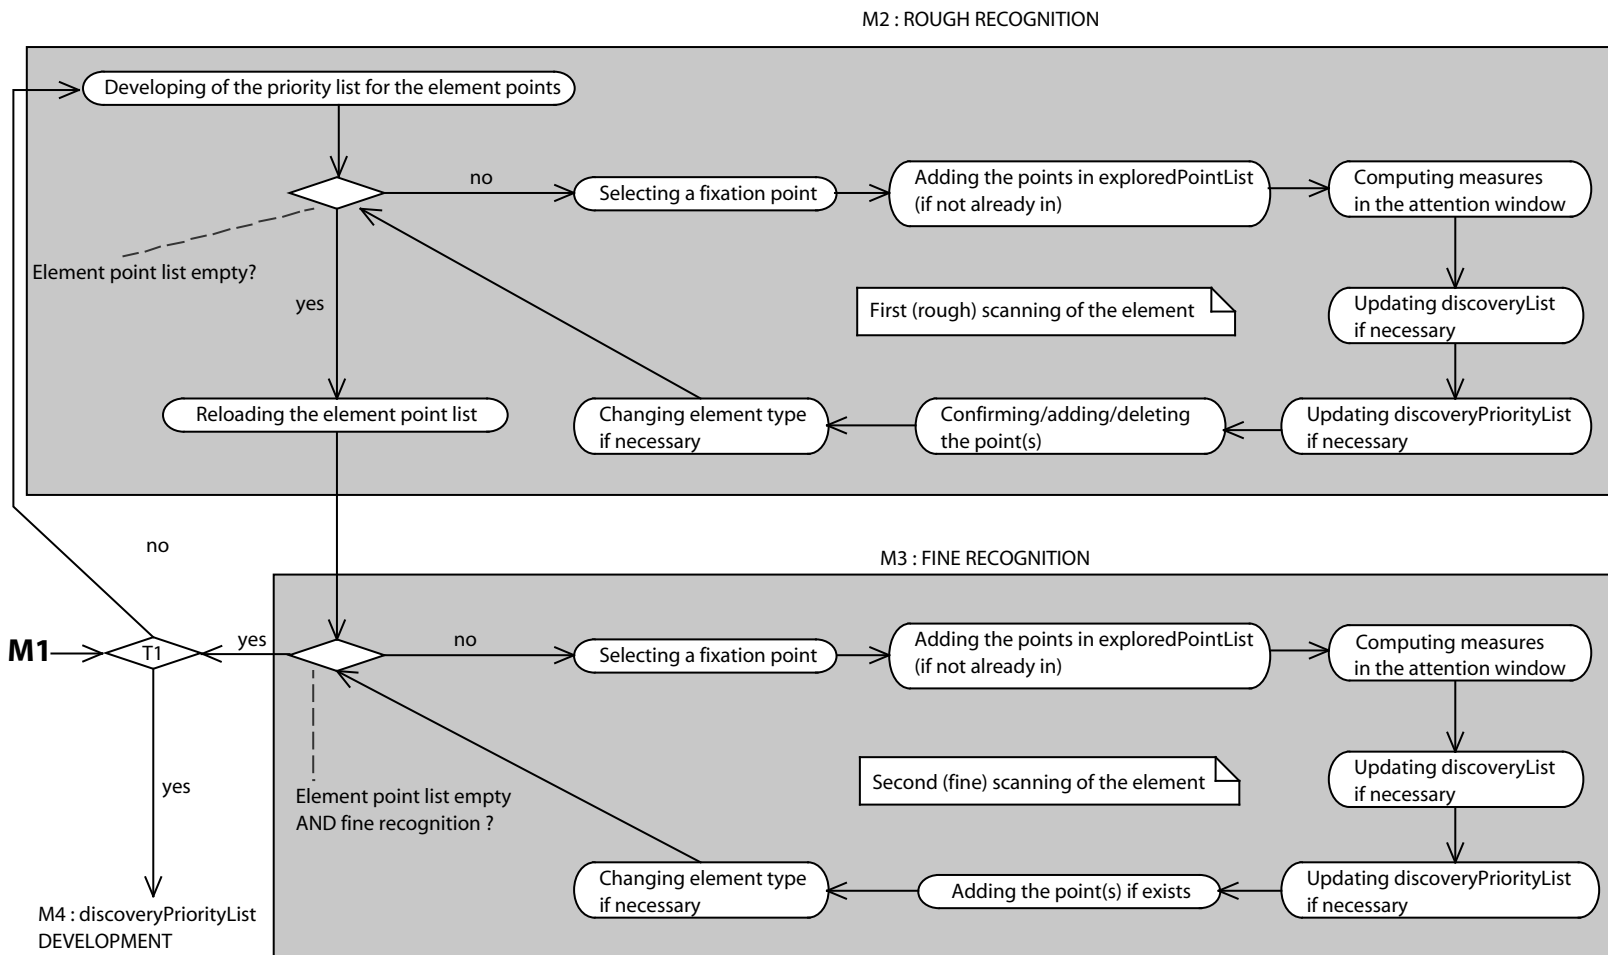 M2 : ROUGH RECOGNITION
Developing of the priority list for the element points
no
Selecting a fixation point
Adding the points in exploredPointList
(if not already in)
Computing measures
in the attention window
Element point list empty?
yes
First (rough) scanning of the element
Updating discoveryList
if necessary
Reloading the element point list
Changing element type
if necessary
Confirming/adding/deleting
the point(s)
Updating discoveryPriorityList
if necessary
no
M3 : FINE RECOGNITION
M1
T1
yes
no
Selecting a fixation point
Adding the points in exploredPointList
(if not already in)
Computing measures
in the attention window
yes
Element point list empty
AND fine recognition ?
Second (fine) scanning of the element
Updating discoveryList
if necessary
Changing element type
if necessary
Adding the point(s) if exists
Updating discoveryPriorityList
if necessary
M4 : discoveryPriorityList
DEVELOPMENT